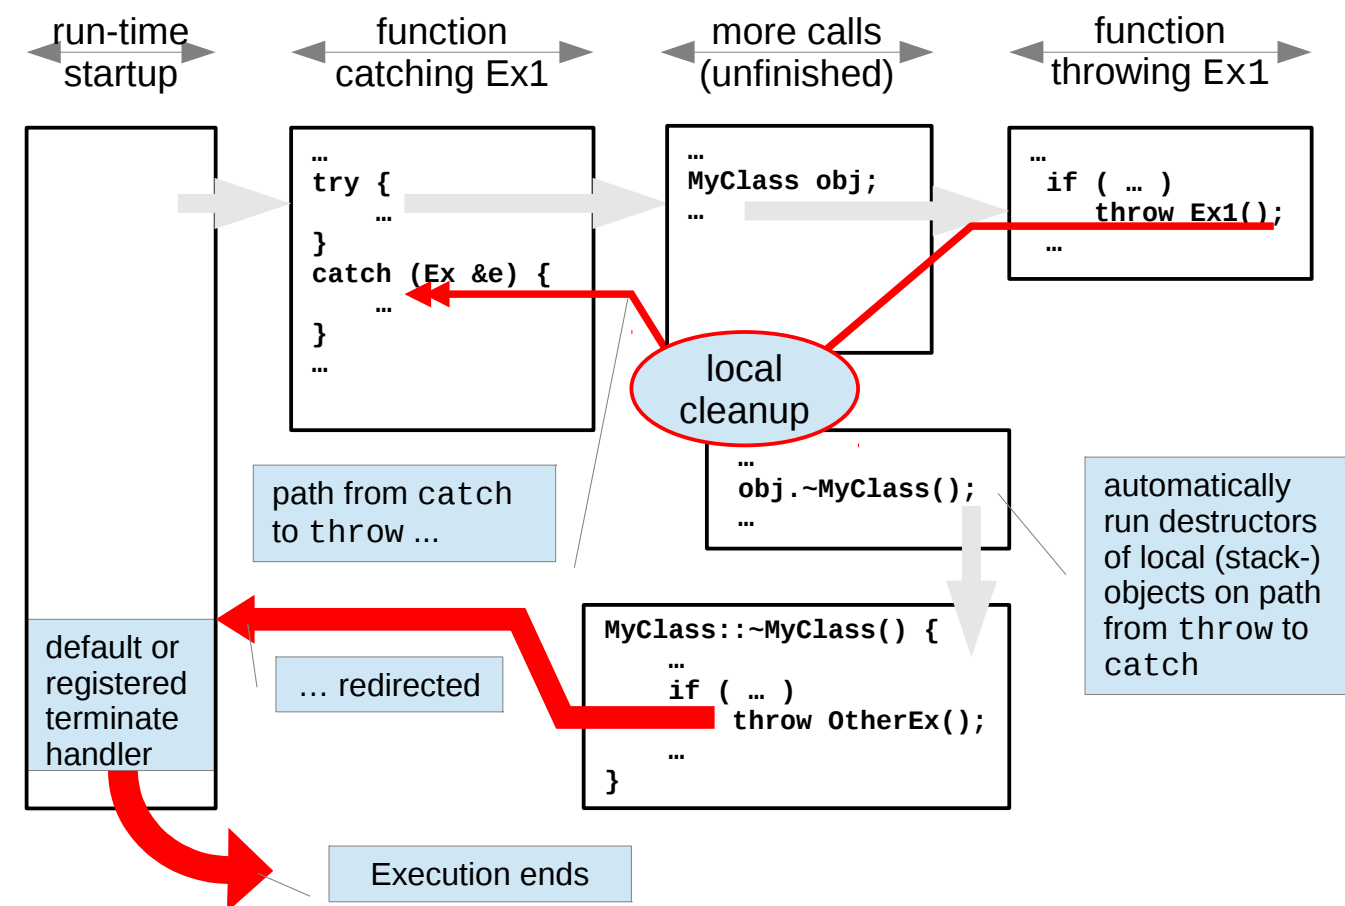 run-time
startup
function
catching Ex1
more calls
(unfinished)
function
throwing Ex1
…
try {
…
}
catch (Ex &e) {
…
}
…
…
MyClass obj;
…
…
if ( … )
throw Ex1();
…
local
cleanup
…
obj.~MyClass();
…
path from catch
to throw ...
automatically
run destructors
of local (stack-)
objects on path
from throw to
catch
MyClass::~MyClass() {
…
if ( … )
throw OtherEx();
…
}
… redirected
default or
registered
terminate
handler
Execution ends